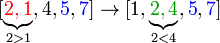 [2, 1, 4, 5, 7] → [1, 2, 4, 5, 7]
2>1 2<4